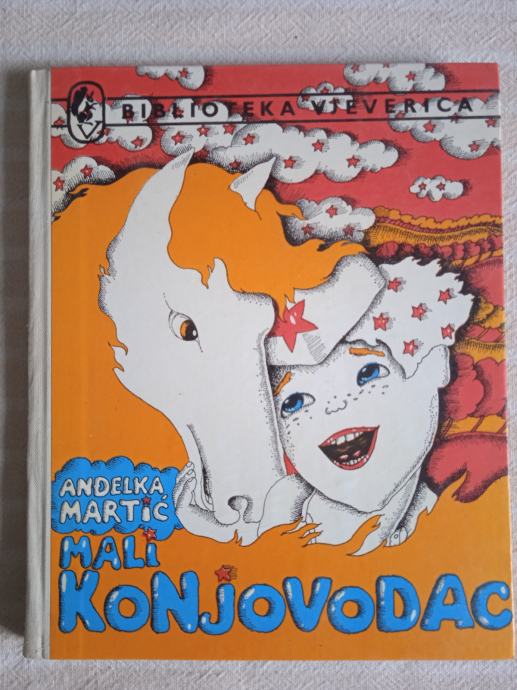 BIBLIOTEKA VJEVERICA
ANĐELKA
MARTIĆ
MALI
KONJOVODAC